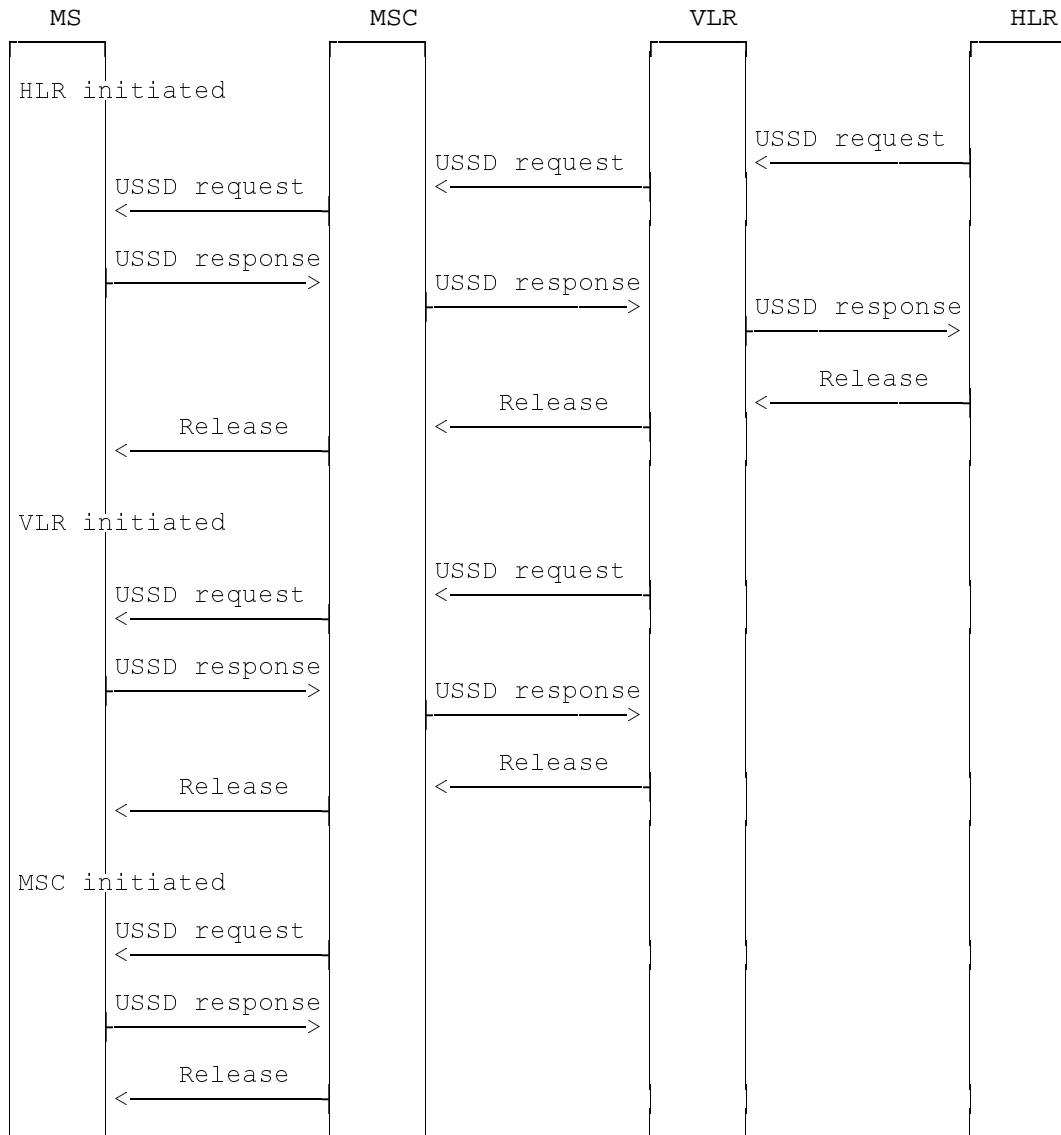 MS MSC VLR HLR
HLR initiated
USSD request
USSD request
USSD request
USSD response
USSD response
USSD response
Release
Release
Release
VLR initiated
USSD request
USSD request
USSD response
USSD response
Release
Release
MSC initiated
USSD request
USSD response
Release